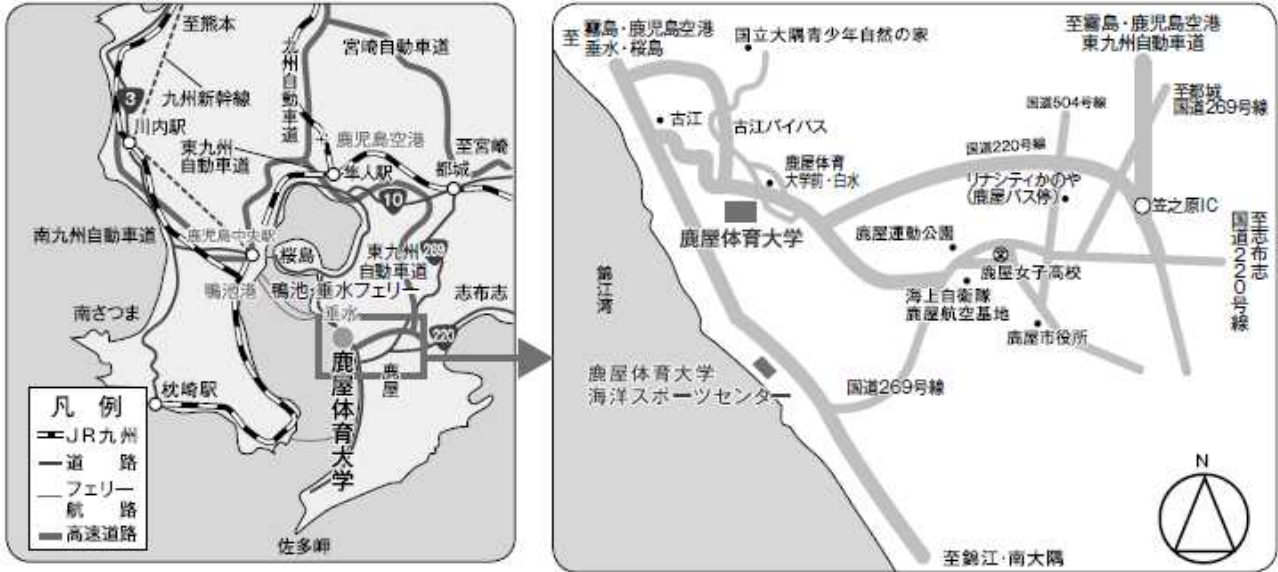 至熊本
九州自動車道
宮崎自動車道
3
九州新幹線
川内駅
東九州
自動車道
鹿児島空港
至宮崎
隼人駅
都城
10
南九州自動車道
鹿児島中央駅
桜島
東九州
自動車道
269
鴨池港
鴨池・垂水フェリー
志布志
南さつま
垂水
220
鹿屋
鹿屋体育大学
枕崎駅
凡 例
JR九州
道 路
フェリー
航 路
高速道路
佐多岬
至 霧島・鹿児島空港
垂水・桜島
国立大隅青少年自然の家
至霧島・鹿児島空港
東九州自動車道
至都城
国道269号線
国道504号線
古江
古江バイパス
国道220号線
鹿屋体育
大学前・白水
リナシティかのや
(鹿屋バス停)
笠之原IC
鹿屋体育大学
鹿屋運動公園
至志布志
国道220号線
文
鹿屋女子高校
錦江湾
海上自衛隊
鹿屋航空基地
鹿屋市役所
鹿屋体育大学
海洋スポーツセンター
国道269号線
N
至錦江・南大隅